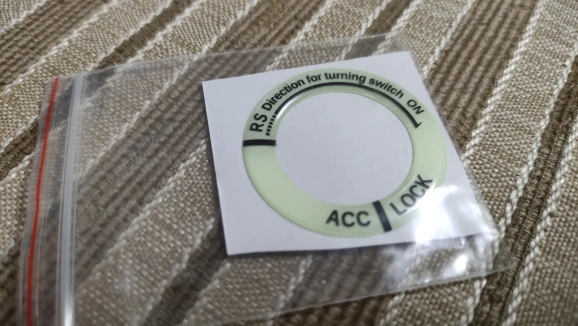 RS Direction for turning switch ON
ACC LOCK